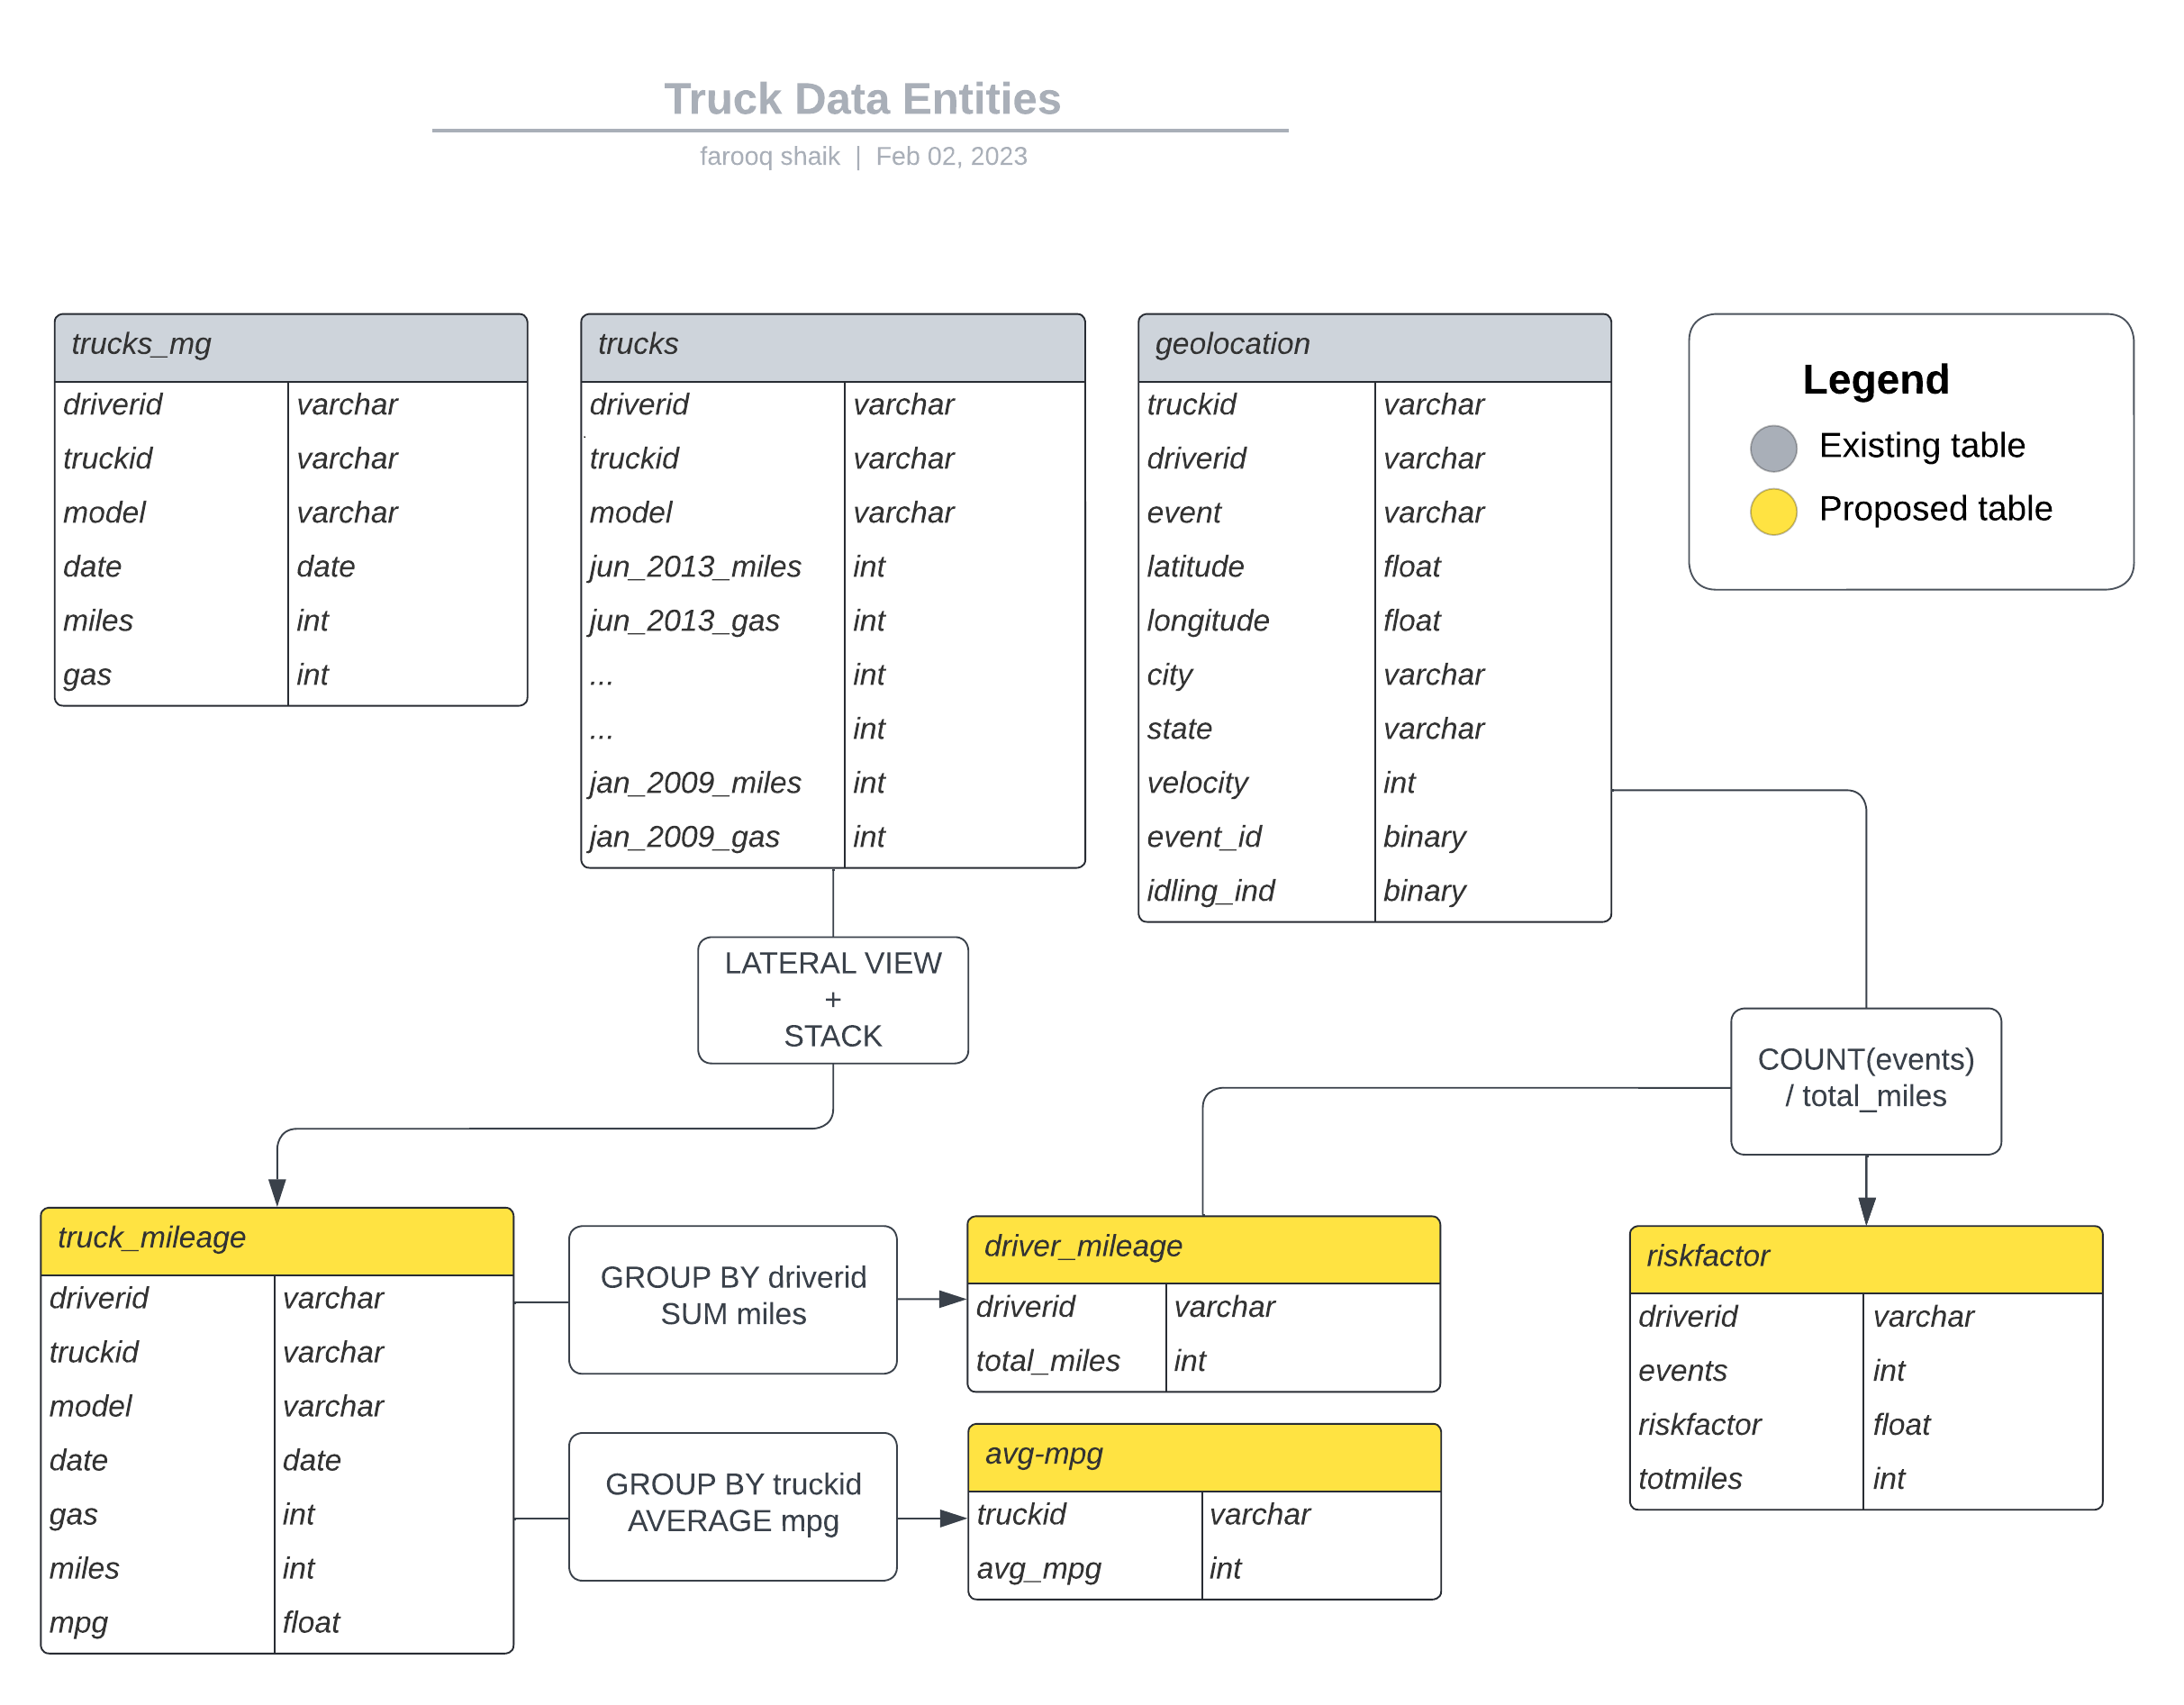 Truck Data Entities
farooq shaik | Feb 02, 2023
trucks_mg
driverid varchar
truckid varchar
model varchar
date date
miles int
gas int
trucks
driverid varchar
truckid varchar
model varchar
jun_2013_miles int
jun_2013_gas int
... int
... int
jan_2009_miles int
jan_2009_gas int
geolocation
truckid varchar
driverid varchar
event varchar
latitude float
longitude float
city varchar
state varchar
velocity int
event_id binary
idling_ind binary
Legend
Existing table
Proposed table
LATERAL VIEW
+
STACK
COUNT(events)
/ total_miles
truck_mileage
driverid varchar
truckid varchar
model varchar
date date
gas int
miles int
mpg float
GROUP BY driverid
SUM miles
GROUP BY truckid
AVERAGE mpg
driver_mileage
driverid varchar
total_miles int
avg-mpg
truckid varchar
avg_mpg int
riskfactor
driverid varchar
events int
riskfactor float
totmiles int